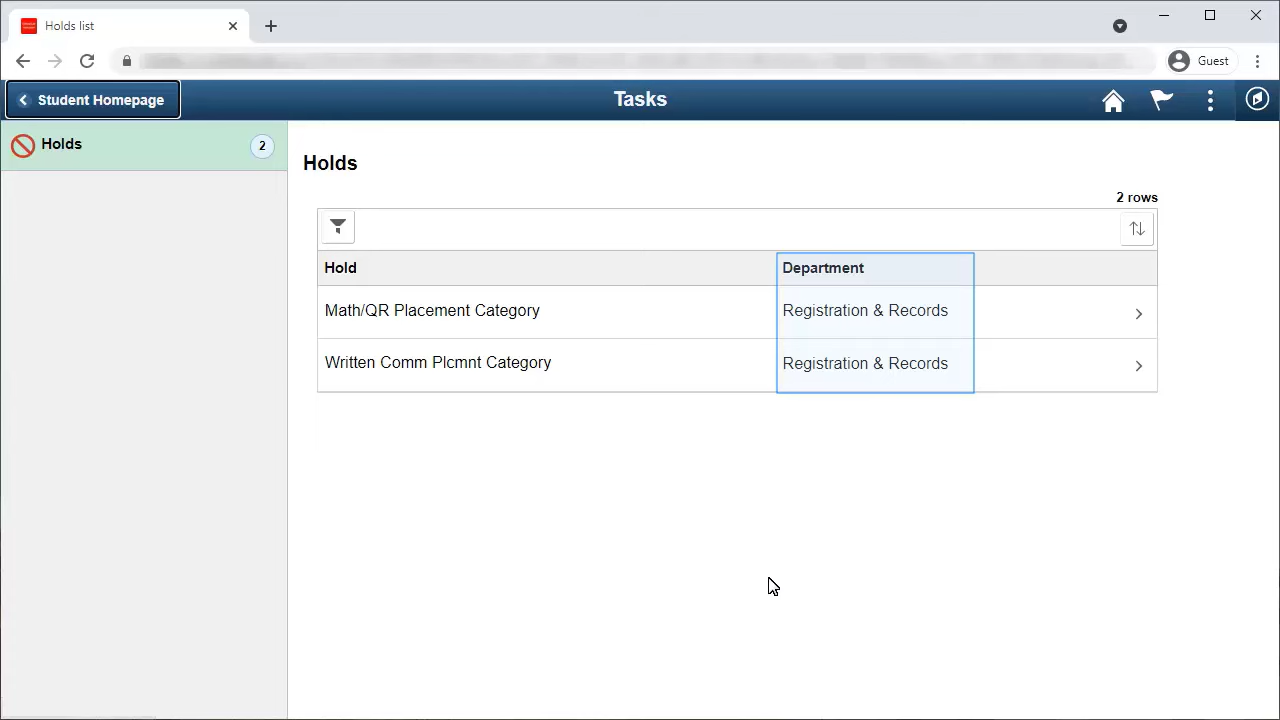 Holds list
Guest
Student Homepage
Tasks
Holds
2
Holds
2 rows
Hold
Department
Math/QR Placement Category
Registration & Records
Written Comm Plcmnt Category
Registration & Records